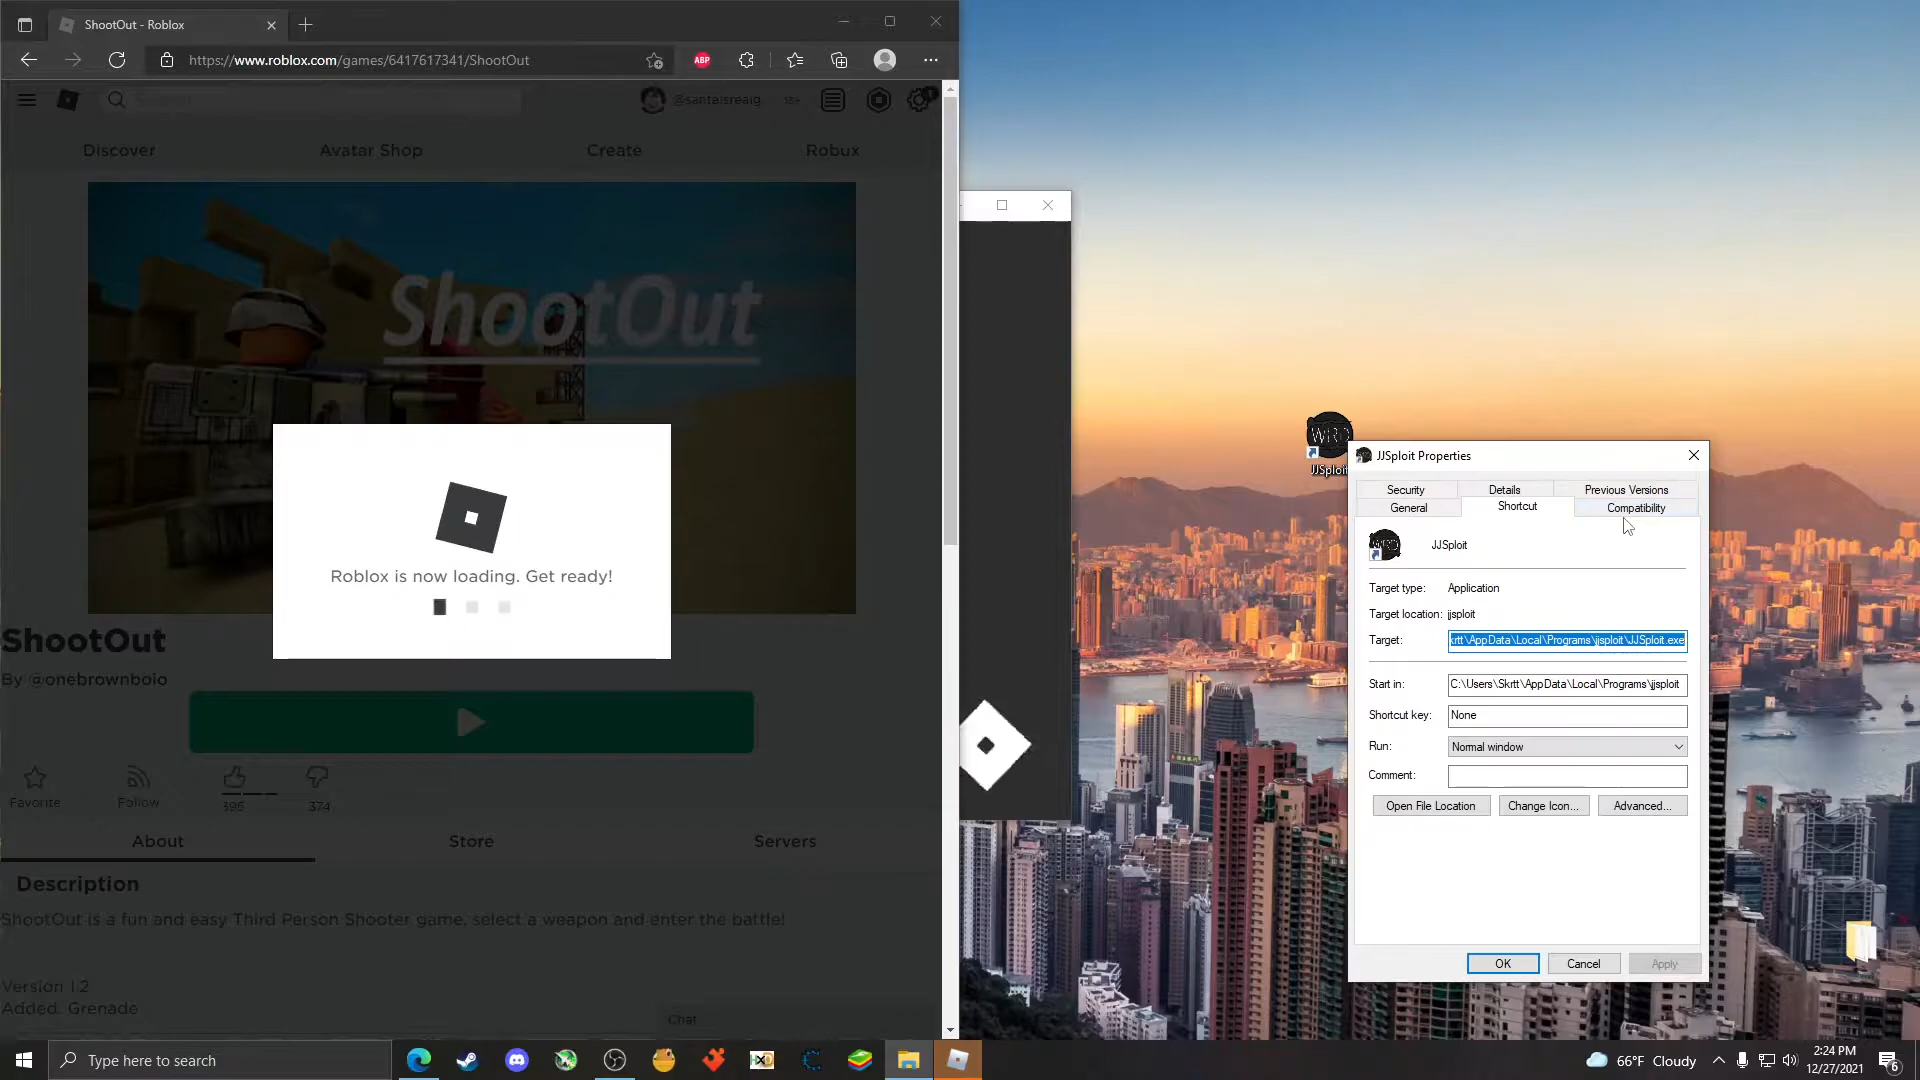 ShootOut - Roblox
https://www.roblox.com/games/6417617341/ShootOut
ABP
Search
@santaisrealg
Discover
Avatar Shop
Create
Robux
ShootOut
Roblox is now loading. Get ready!
ShootOut
By @onebrownboio
Favorite
Follow
395
374
About
Store
Servers
Description
ShootOut is a fun and easy Third Person Shooter game, select a weapon and enter the battle!
Version 1.2
Added. Grenade
Chat
WRD
JJSploit
JJSploit Properties
Security
Details
Previous Versions
General
Shortcut
Compatibility
WRD
JJSploit
Target type:
Application
Target location:
jjsploit
Target:
krtt\AppData\Local\Programs\jjsploit\JJSploit.exe
Start in:
C:\Users\Skrtt\AppData\Local\Programs\jjsploit
Shortcut key:
None
Run:
Normal window
Comment:
Open File Location
Change Icon...
Advanced...
OK
Cancel
Apply
Type here to search
66°F Cloudy
2:24 PM
12/27/2021
6